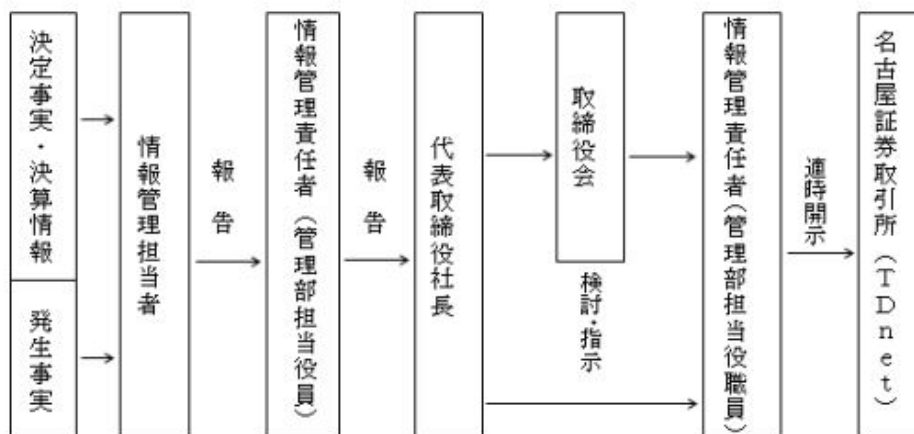 決定事実・決算情報
発生事実
情報管理担当者
報告
情報管理責任者（管理部担当役員）
報告
代表取締役社長
取締役会
検討・指示
情報管理責任者（管理部担当役職員）
適時開示
名古屋証券取引所（TDnet）